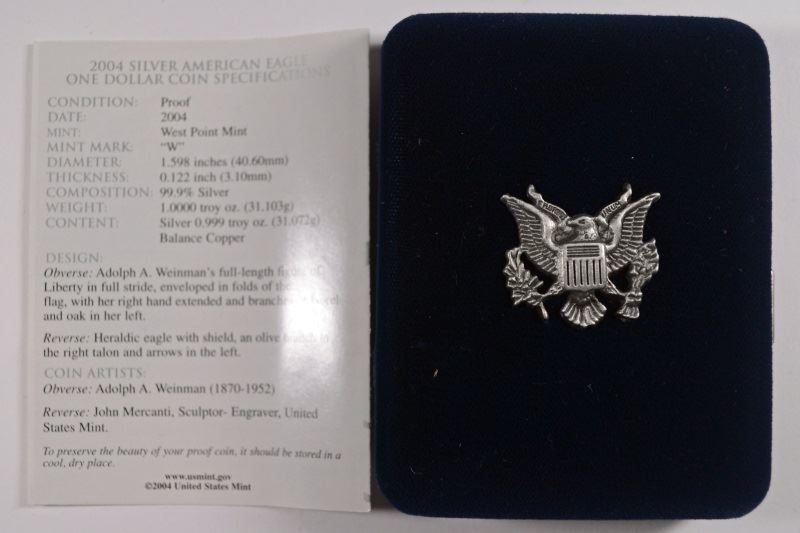 2004 SILVER AMERICAN EAGLE
ONE DOLLAR COIN SPECIFICATIONS
CONDITION: Proof
DATE: 2004
MINT: West Point Mint
MINT MARK: "W"
DIAMETER: 1.598 inches (40.60mm)
THICKNESS: 0.122 inch (3.10mm)
COMPOSITION: 99.9% Silver
WEIGHT: 1.0000 troy oz. (31.103g)
CONTENT: Silver 0.999 troy oz. (31.072g)
Balance Copper
DESIGN:
Obverse: Adolph A. Weinman's full-length figure of
Liberty in full stride, enveloped in folds of the
flag, with her right hand extended and branches of laurel
and oak in her left.
Reverse: Heraldic eagle with shield, an olive branch in
the right talon and arrows in the left.
COIN ARTISTS:
Obverse: Adolph A. Weinman (1870-1952)
Reverse: John Mercanti, Sculptor- Engraver, United
States Mint.
To preserve the beauty of your proof coin, it should be stored in a
cool, dry place.
www.usmint.gov
©2004 United States Mint